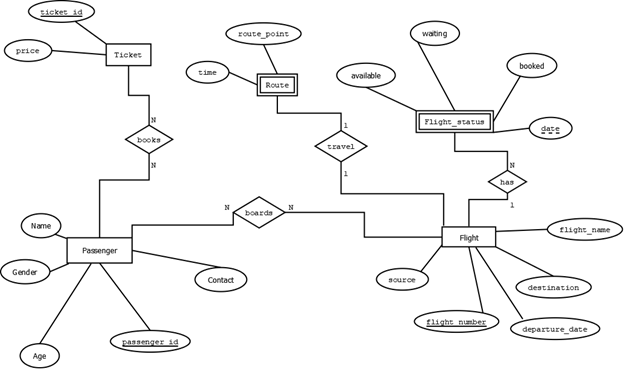 ticket_id
price
Ticket
route_point
time
Route
waiting
available
booked
Flight_status
date
N
books
N
1
travel
1
N
has
1
N
boards
N
Name
Gender
Passenger
Contact
Age
passenger_id
Flight
flight_name
source
destination
flight_number
departure_date